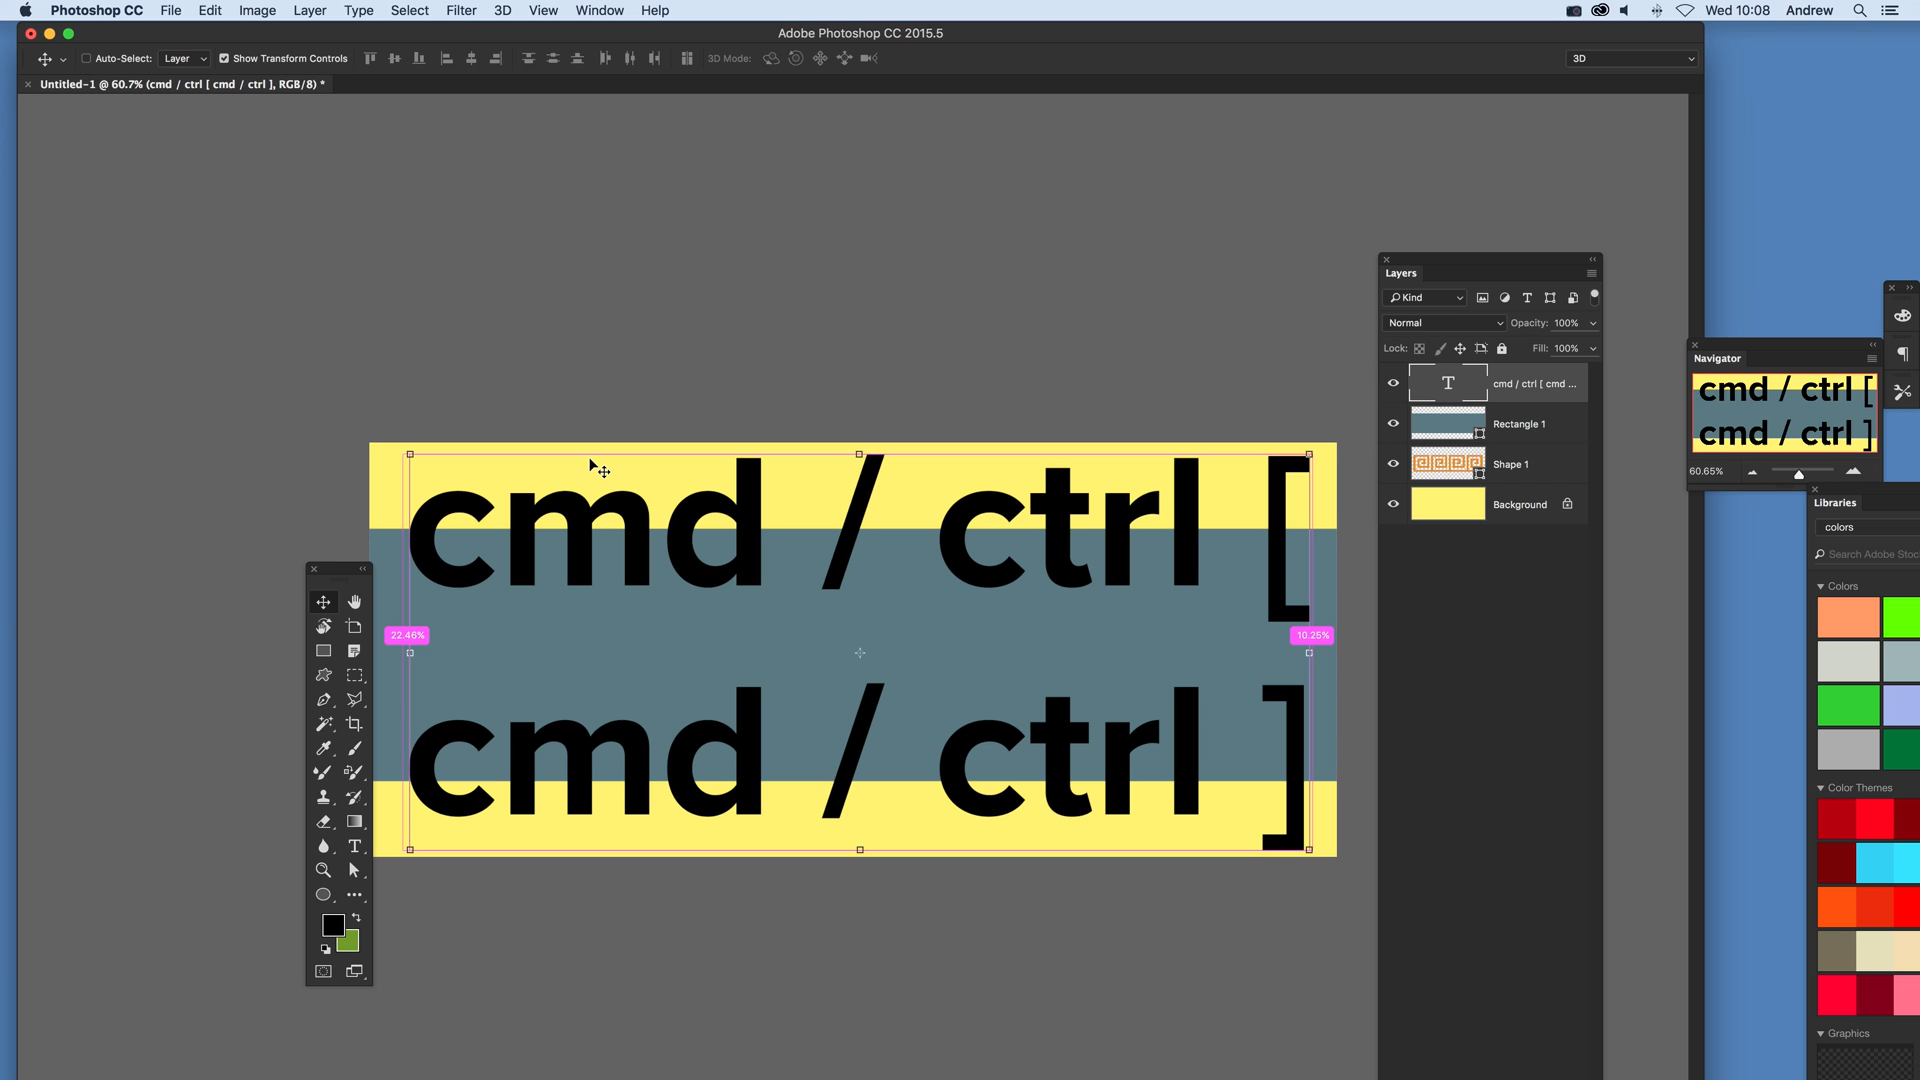 Photoshop CC File Edit Image Layer Type Select Filter 3D View Window Help Wed 10:08 Andrew
Adobe Photoshop CC 2015.5
Auto-Select: Layer Show Transform Controls 3D Mode: 3D
Untitled-1 @ 60.7% (cmd / ctrl [ cmd / ctrl ], RGB/8) *
cmd / ctrl [
cmd / ctrl ]
22.46%
10.25%
Layers
Kind
Normal Opacity: 100%
Lock: Fill: 100%
cmd / ctrl [ cmd ...
Rectangle 1
Shape 1
Background
Navigator
cmd / ctrl [
cmd / ctrl ]
60.65%
Libraries
colors
Search Adobe Stoc
Colors
Color Themes
Graphics